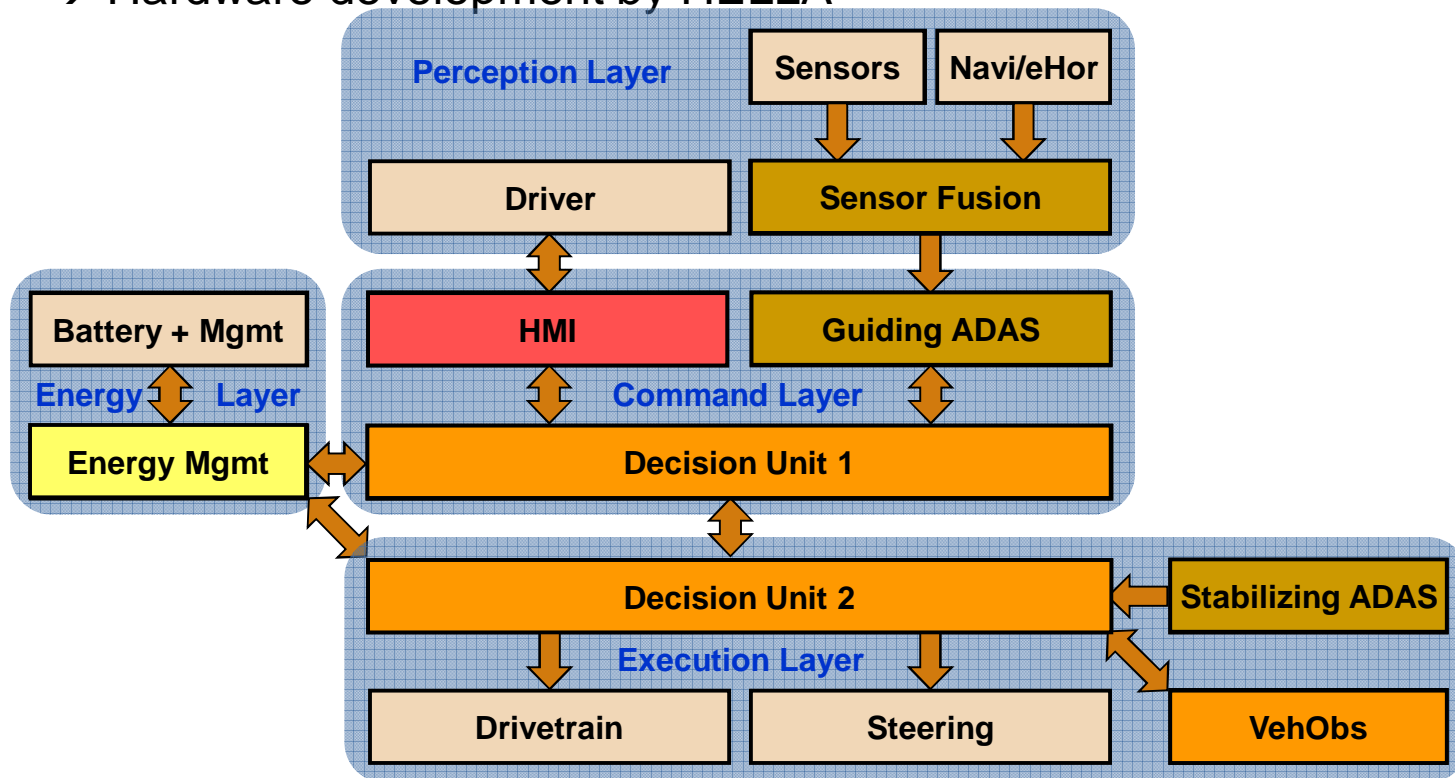 Hardware development by HELLA
Perception Layer
Sensors
Navi/eHor
Driver
Sensor Fusion
Battery + Mgmt
HMI
Guiding ADAS
Energy Layer
Command Layer
Energy Mgmt
Decision Unit 1
Decision Unit 2
Stabilizing ADAS
Execution Layer
Drivetrain
Steering
VehObs